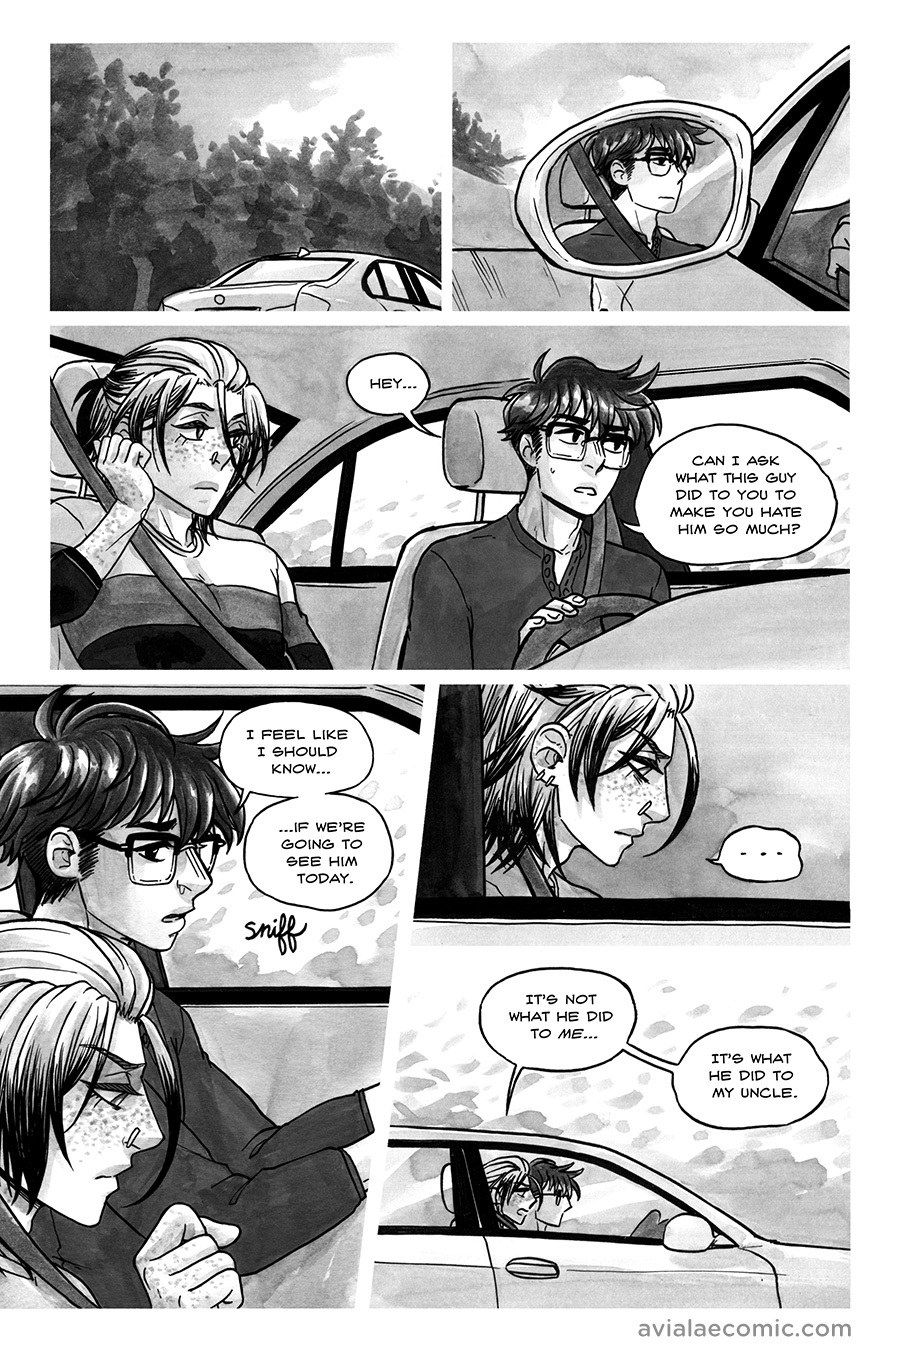 HEY...
CAN I ASK
WHAT THIS GUY
DID TO YOU TO
MAKE YOU HATE
HIM SO MUCH?
I FEEL LIKE
I SHOULD
KNOW...
...IF WE'RE
GOING TO
SEE HIM
TODAY.
sniff
...
IT'S NOT
WHAT HE DID
TO ME...
IT'S WHAT
HE DID TO
MY UNCLE.
avialaecomic.com